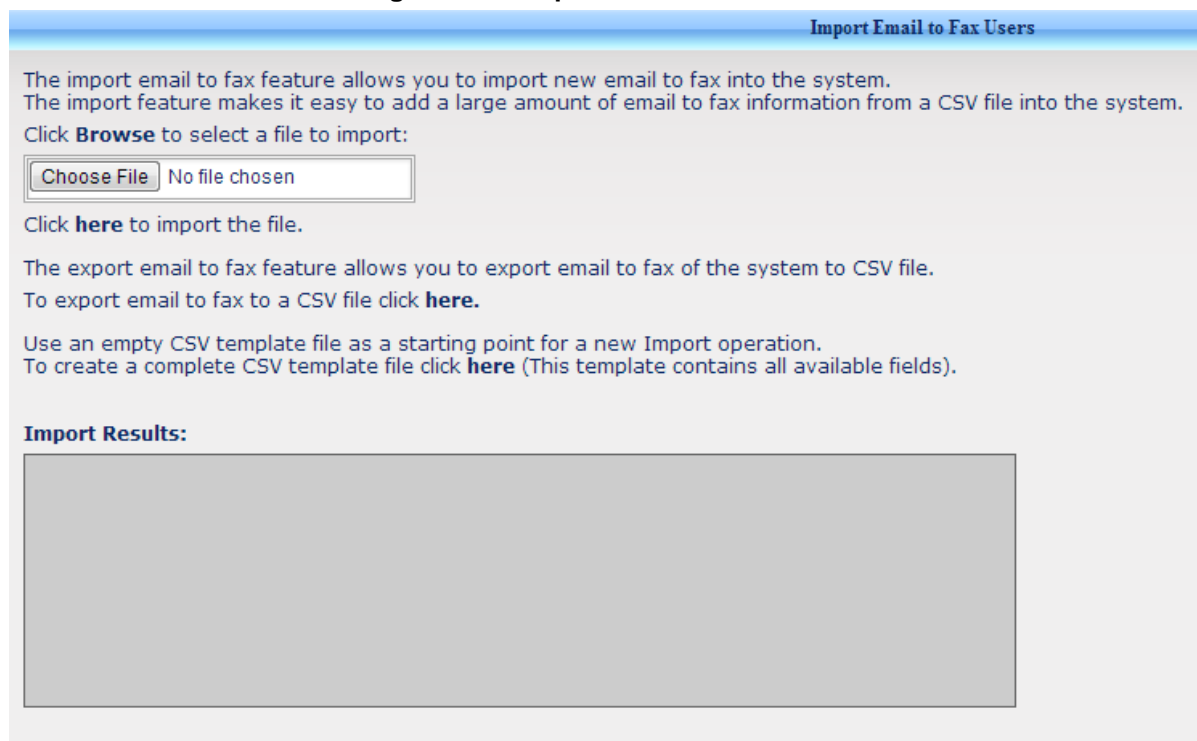 Import Email to Fax Users
The import email to fax feature allows you to import new email to fax into the system.
The import feature makes it easy to add a large amount of email to fax information from a CSV file into the system.
Click Browse to select a file to import:
Choose File No file chosen
Click here to import the file.
The export email to fax feature allows you to export email to fax of the system to CSV file.
To export email to fax to a CSV file click here.
Use an empty CSV template file as a starting point for a new Import operation.
To create a complete CSV template file click here (This template contains all available fields).
Import Results: